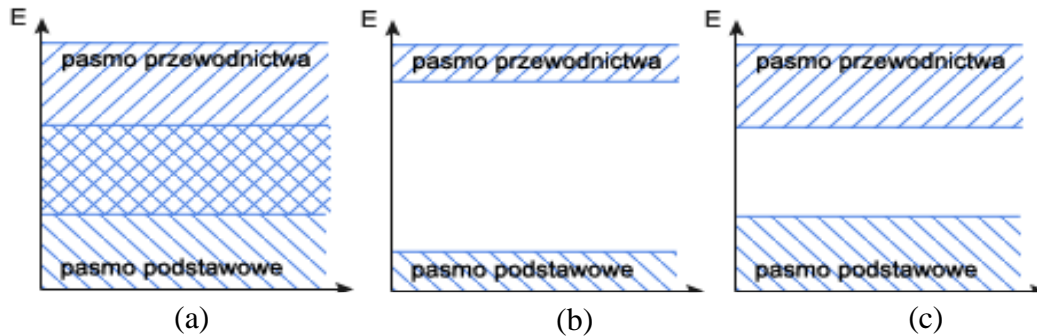 E
pasmo przewodnictwa
pasmo podstawowe
(a)
E
pasmo przewodnictwa
pasmo podstawowe
(b)
E
pasmo przewodnictwa
pasmo podstawowe
(c)